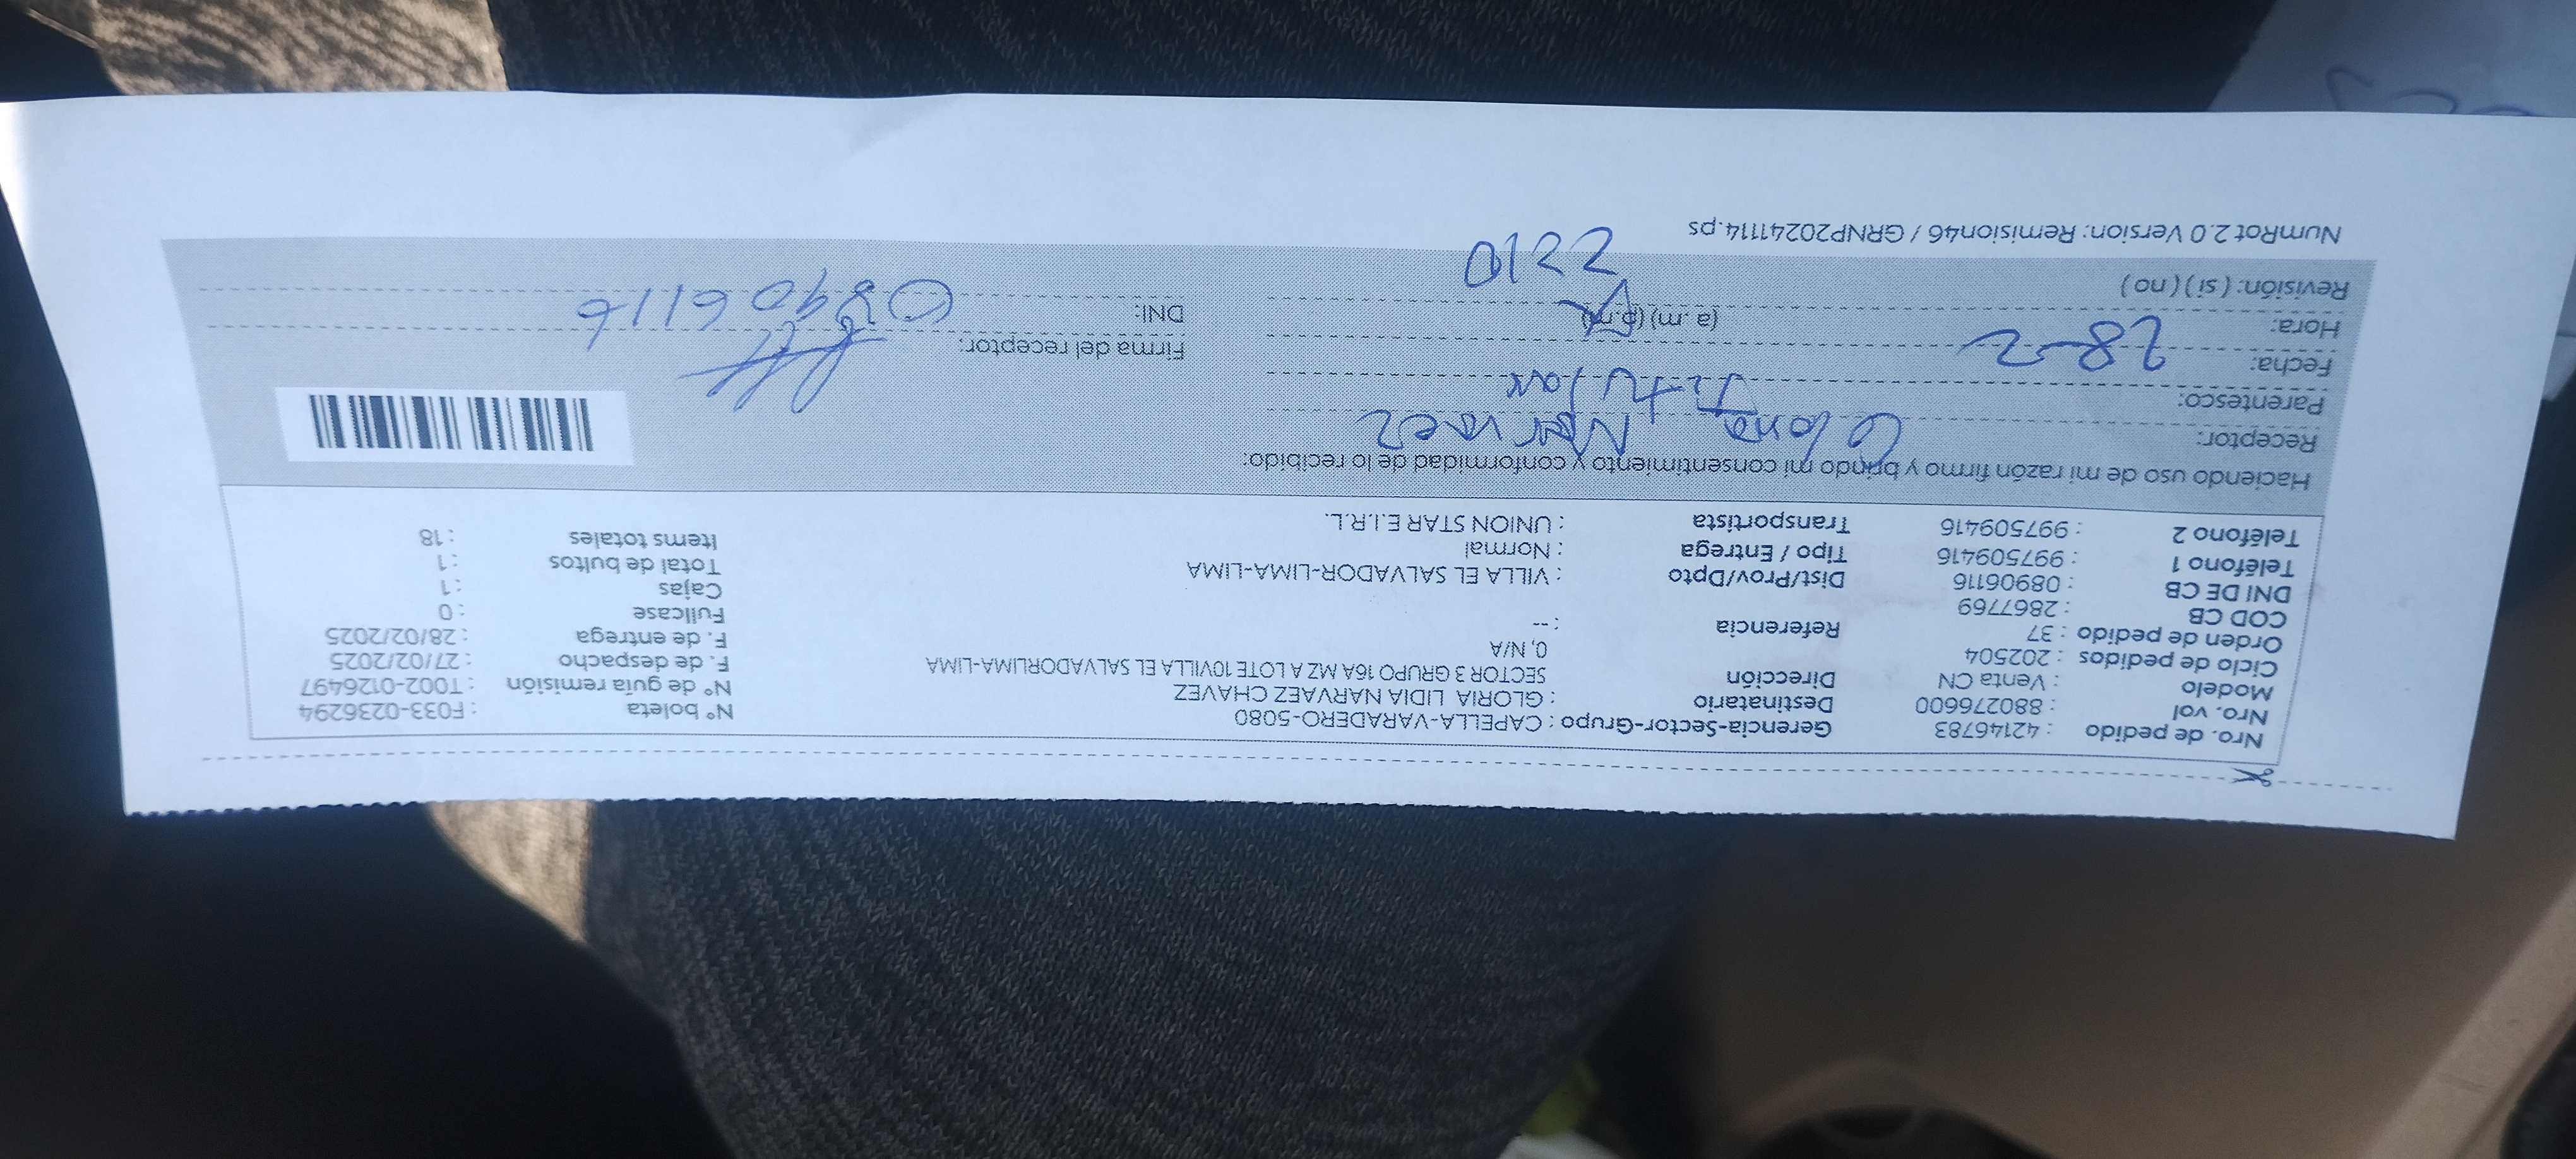 Nro. de pedido : 42146783 Gerencia-Sector-Grupo : CAPELLA-VARADERO-5080 N° boleta : F033-0236294
Nro. vol : 880276600 Destinatario : GLORIA LIDIA NARVAEZ CHAVEZ N° de guía remisión : T002-0126497
Modelo : Venta CN Dirección SECTOR 3 GRUPO 16A MZ A LOTE 10VILLA EL SALVADORLIMA-LIMA F. de despacho : 27/02/2025
Ciclo de pedidos : 202504 0, N/A F. de entrega : 28/02/2025
Orden de pedido : 37 Referencia : -- Fullcase : 0
COD CB : 2867769 Cajas : 1
DNI DE CB : 08906116 Dist/Prov/Dpto : VILLA EL SALVADOR-LIMA-LIMA Total de bultos : 1
Teléfono 1 : 997509416 Tipo / Entrega : Normal Items totales : 18
Teléfono 2 : 997509416 Transportista : UNION STAR E.I.R.L.
Haciendo uso de mi razón firmo y brindo mi consentimiento y conformidad de lo recibido:
Receptor: Narvaez
Parentesco: Titular
Fecha: 28-2 Firma del receptor:
Hora: (a.m) (p.m) DNI: 08906116
Revisión: (si) (no)
2210
NumRot 2.0 Version: Remision46 / GRNP20241114.ps